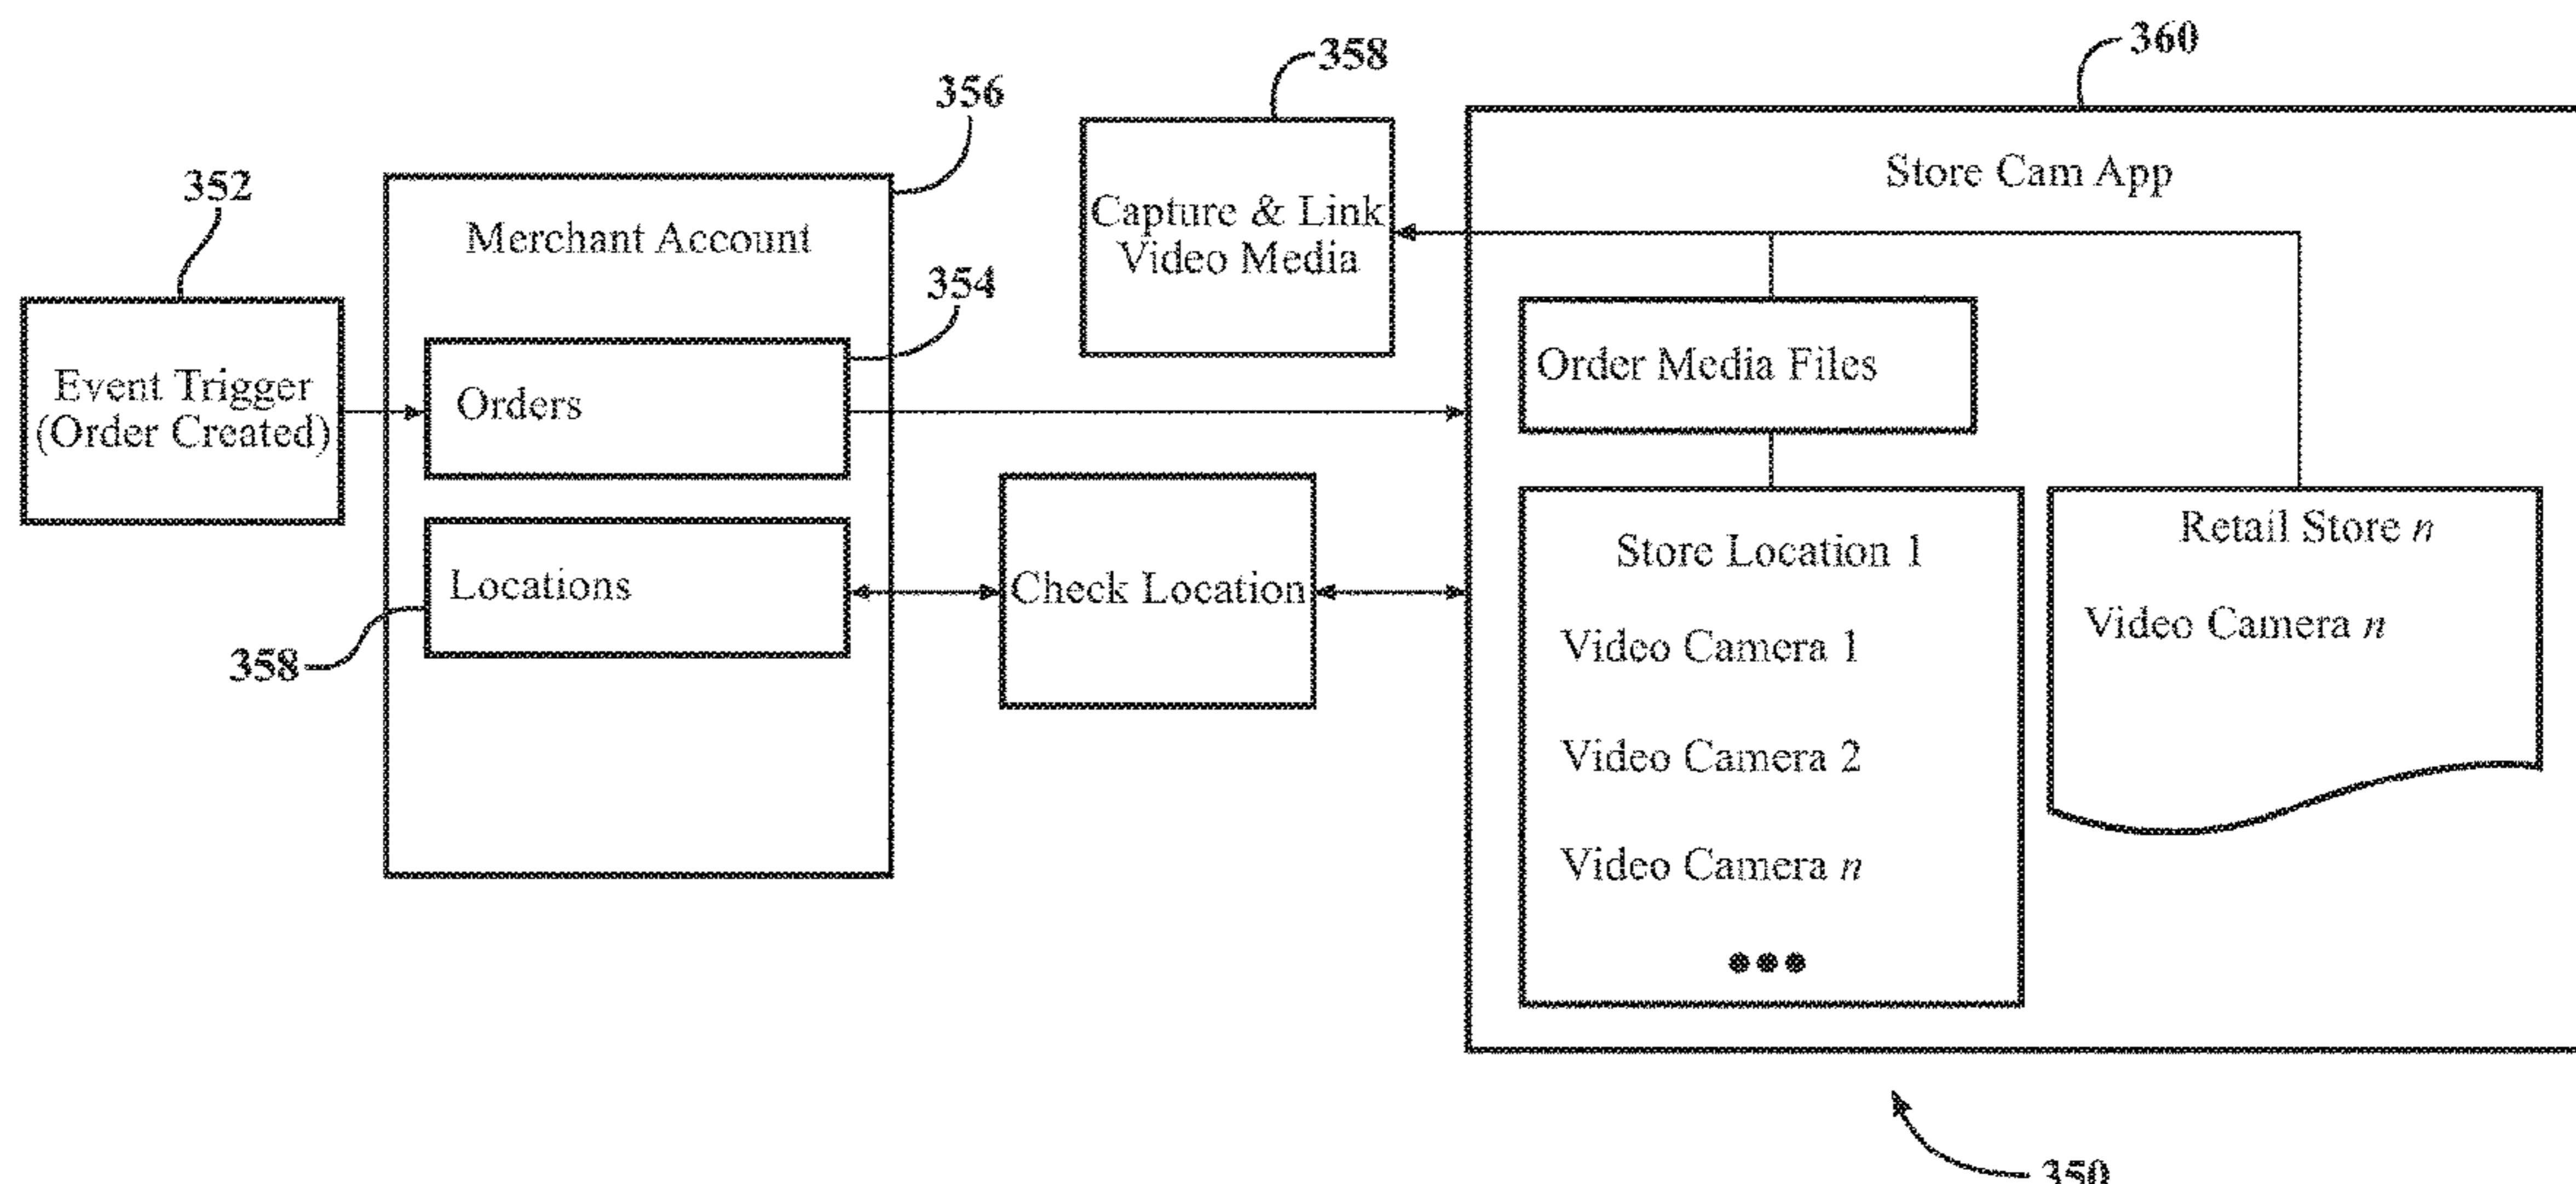 360
358
356
Store Cam App
352
Capture & Link
Video Media
Merchant Account
354
Event Trigger
(Order Created)
Orders
Order Media Files
Locations
Check Location
358
Store Location 1
Video Camera 1
Video Camera 2
Video Camera n
Retail Store n
Video Camera n
350